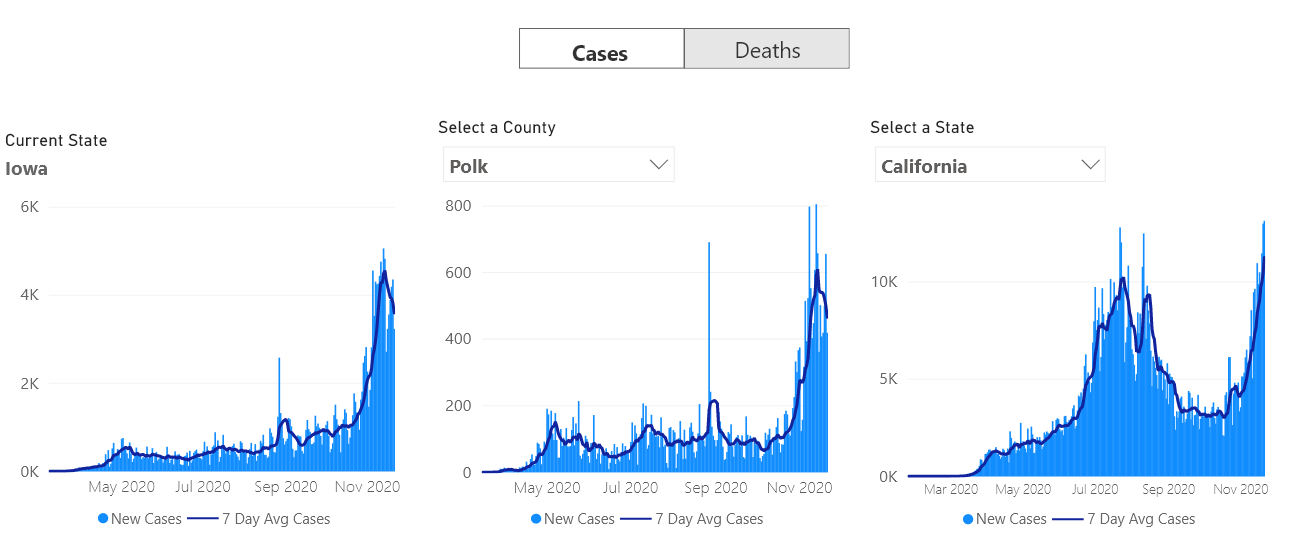 Cases Deaths
Current State
Iowa
6K
4K
2K
0K
May 2020 Jul 2020 Sep 2020 Nov 2020
New Cases 7 Day Avg Cases
Select a County
Polk
800
600
400
200
0
May 2020 Jul 2020 Sep 2020 Nov 2020
New Cases 7 Day Avg Cases
Select a State
California
10K
5K
0K
Mar 2020 May 2020 Jul 2020 Sep 2020 Nov 2020
New Cases 7 Day Avg Cases